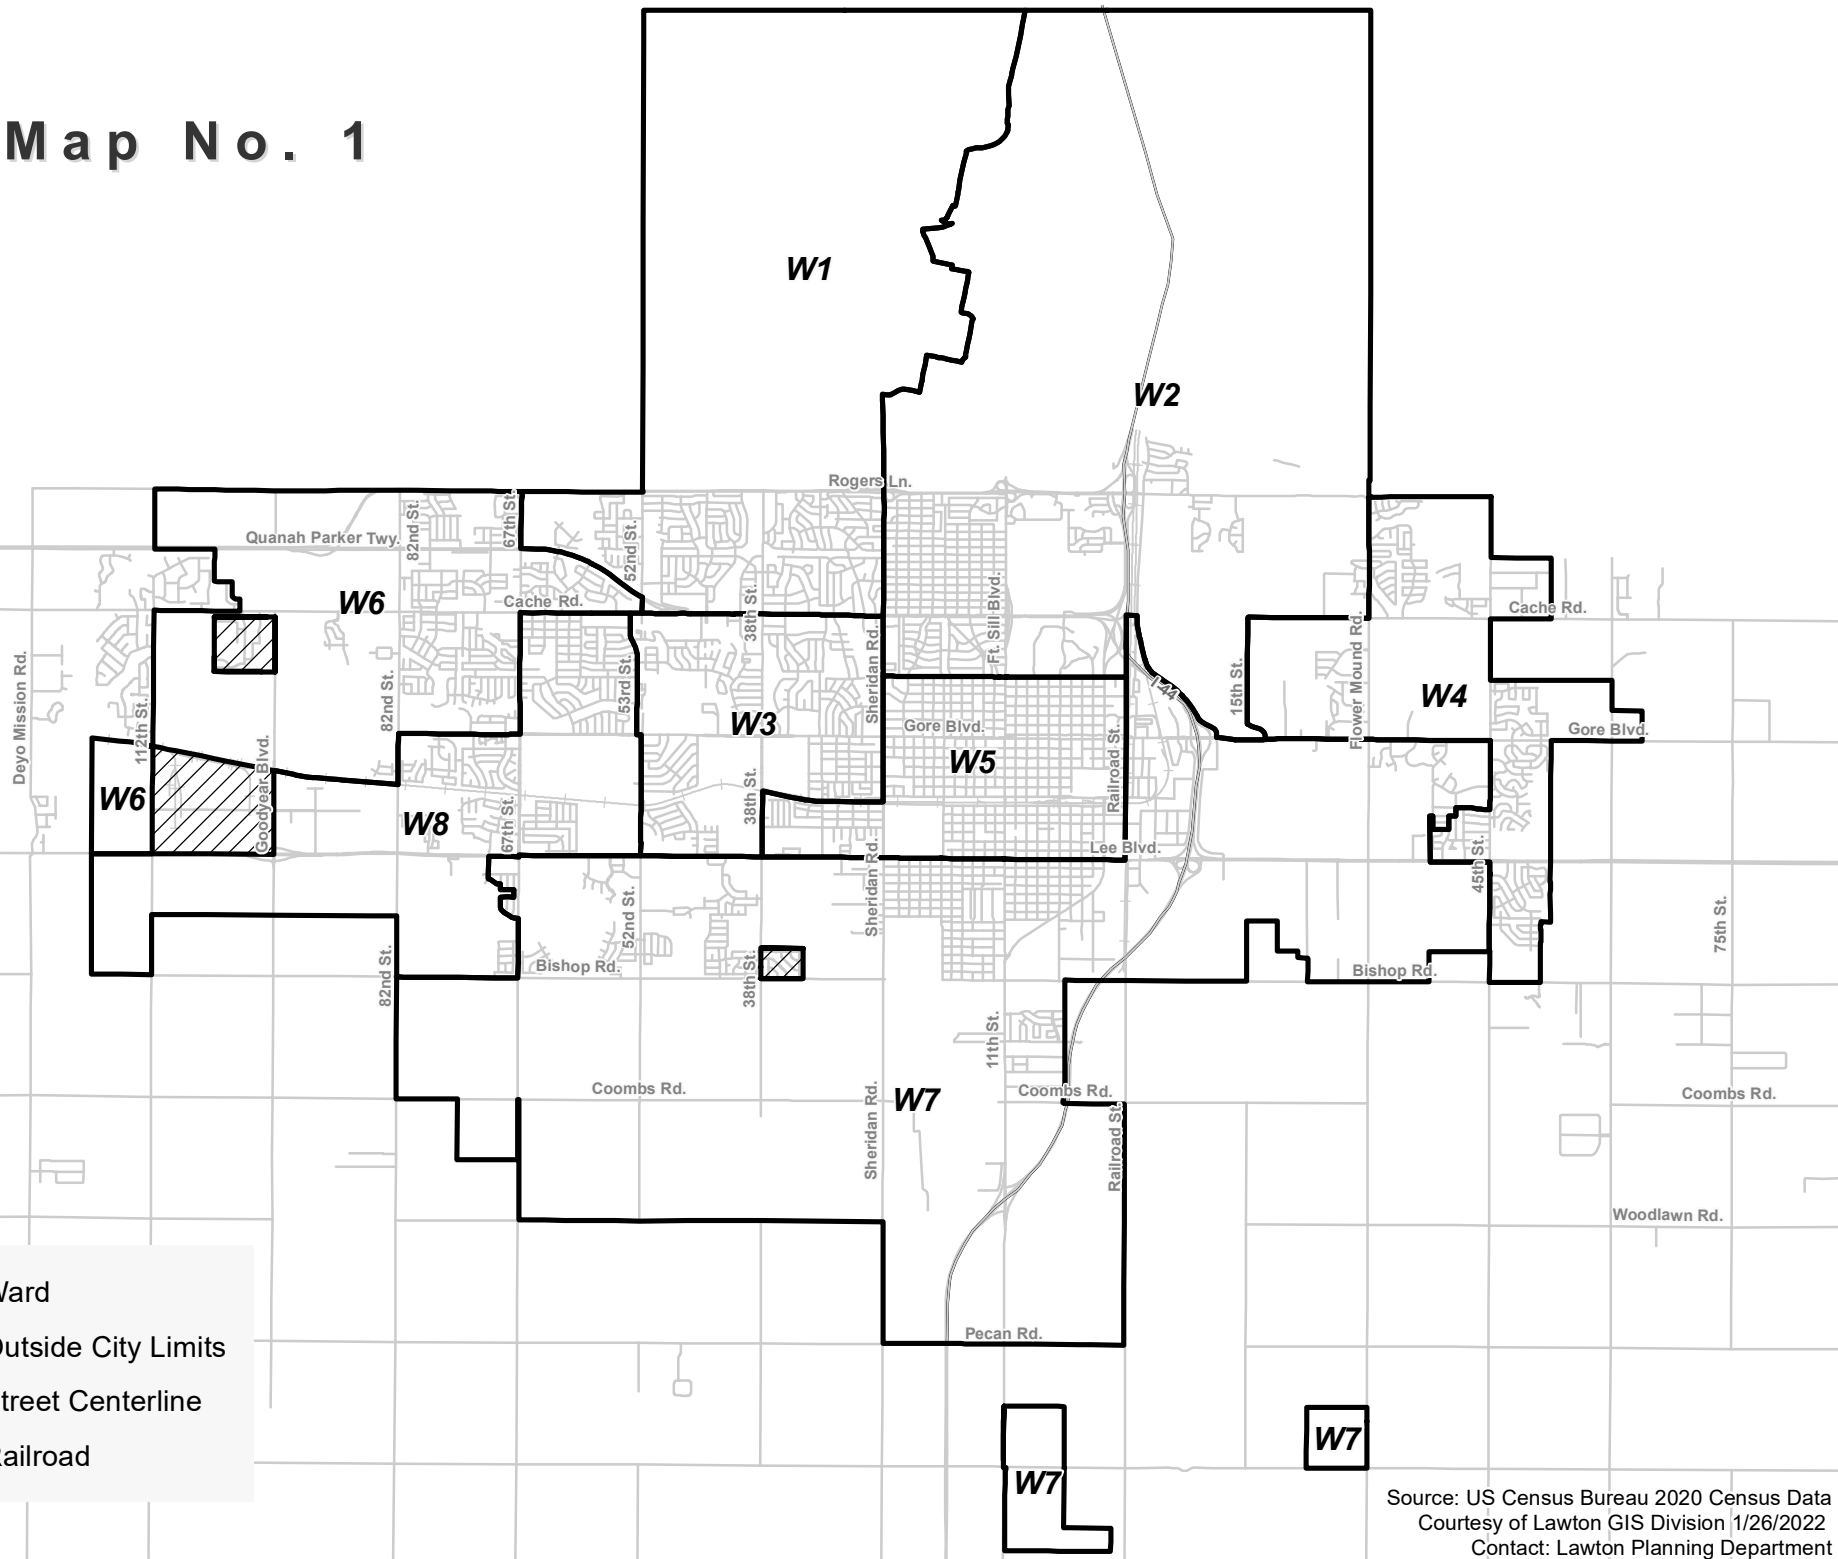 Map No. 1
W1
W2
Rogers Ln.
Quanah Parker Twy.
82nd St.
67th St.
52nd St.
W6
Cache Rd.
38th St.
Ft. Sill Blvd.
Cache Rd.
Deyo Mission Rd.
112th St.
82nd St.
53rd St.
Sheridan Rd.
I-44
15th St.
Flower Mound Rd.
W4
W3
Gore Blvd.
Gore Blvd.
W5
Railroad St.
Goodyear Blvd.
W6
W8
67th St.
38th St.
Lee Blvd.
Sheridan Rd.
45th St.
52nd St.
75th St.
82nd St.
Bishop Rd.
38th St.
Bishop Rd.
11th St.
Coombs Rd.
W7
Coombs Rd.
Coombs Rd.
Sheridan Rd.
Railroad St.
Woodlawn Rd.
Pecan Rd.
W7
W7
Outside City Limits
Street Centerline
Railroad
Source: US Census Bureau 2020 Census Data
Courtesy of Lawton GIS Division 1/26/2022
Contact: Lawton Planning Department